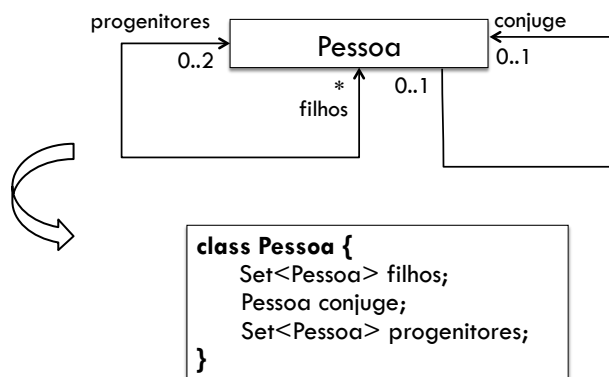 progenitores
conjuge
Pessoa
0..2
0..1
*
0..1
filhos
class Pessoa {
Set<Pessoa> filhos;
Pessoa conjuge;
Set<Pessoa> progenitores;
}